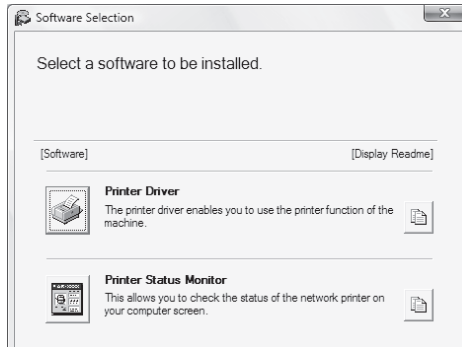 Software Selection
Select a software to be installed.
[Software] [Display Readme]
Printer Driver
The printer driver enables you to use the printer function of the
machine.
Printer Status Monitor
This allows you to check the status of the network printer on
your computer screen.